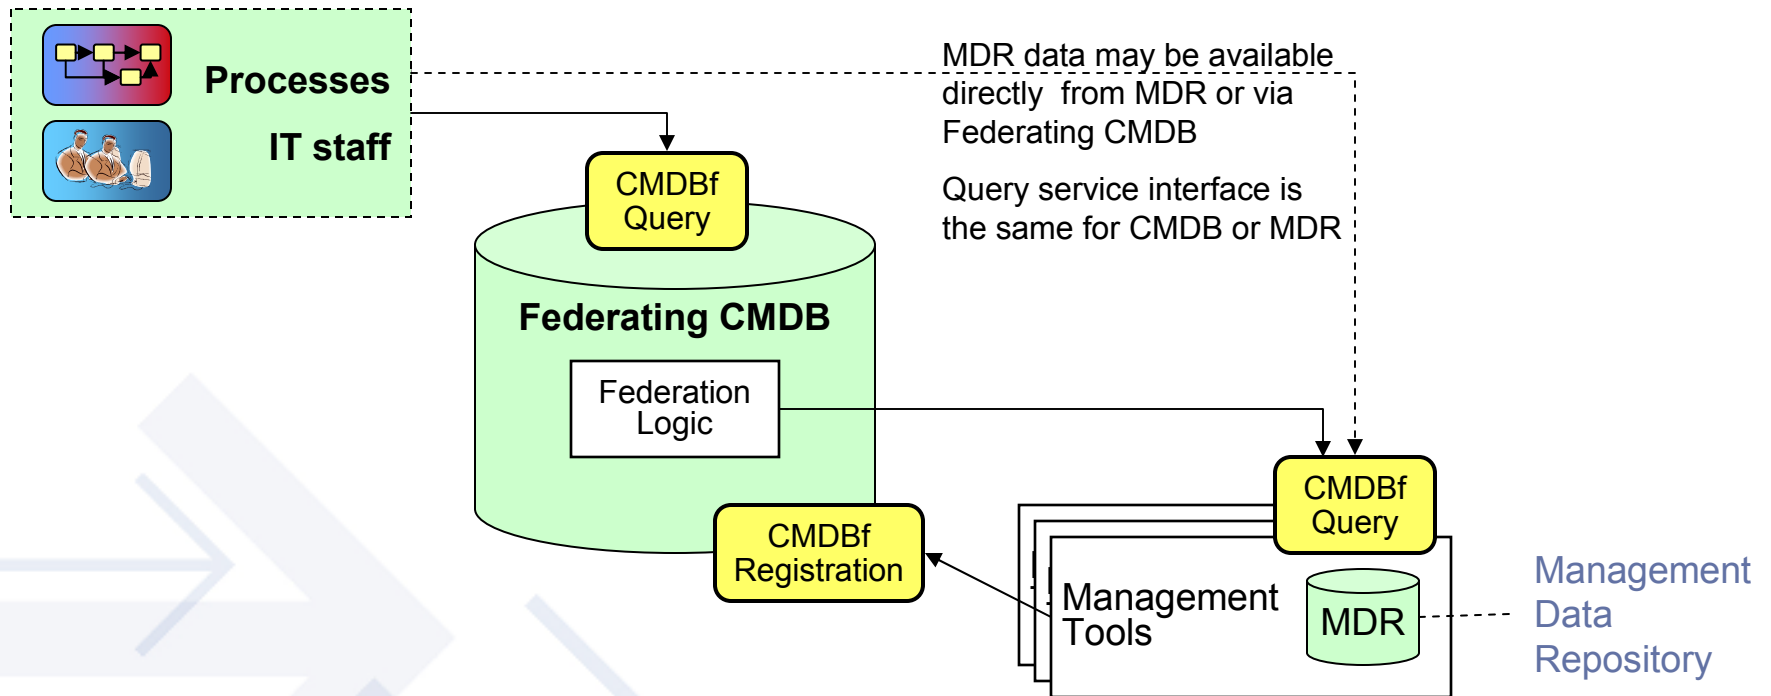 Processes
IT staff
MDR data may be available
directly from MDR or via
Federating CMDB
Query service interface is
the same for CMDB or MDR
CMDBf
Query
Federating CMDB
Federation
Logic
CMDBf
Registration
CMDBf
Query
Management
Tools
MDR
Management
Data
Repository